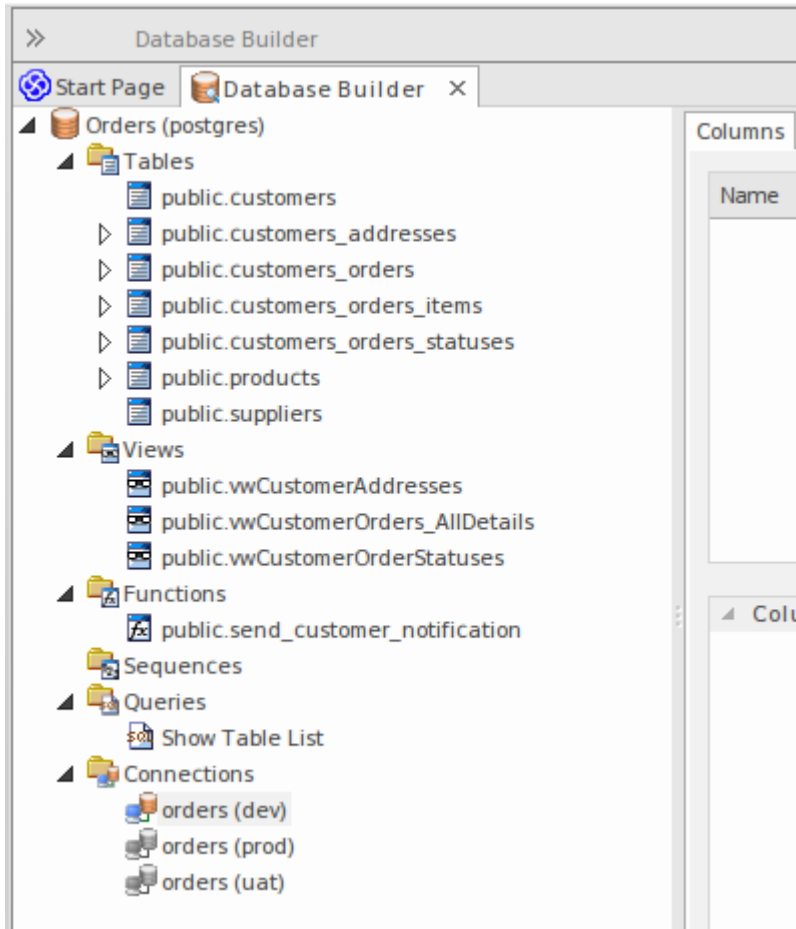 Database Builder
Start Page
Database Builder
Orders (postgres)
Columns
Tables
public.customers
Name
public.customers_addresses
public.customers_orders
public.customers_orders_items
public.customers_orders_statuses
public.products
public.suppliers
Views
public.vwCustomerAddresses
public.vwCustomerOrders_AllDetails
public.vwCustomerOrderStatuses
Functions
public.send_customer_notification
Colu
Sequences
Queries
Show Table List
Connections
orders (dev)
orders (prod)
orders (uat)